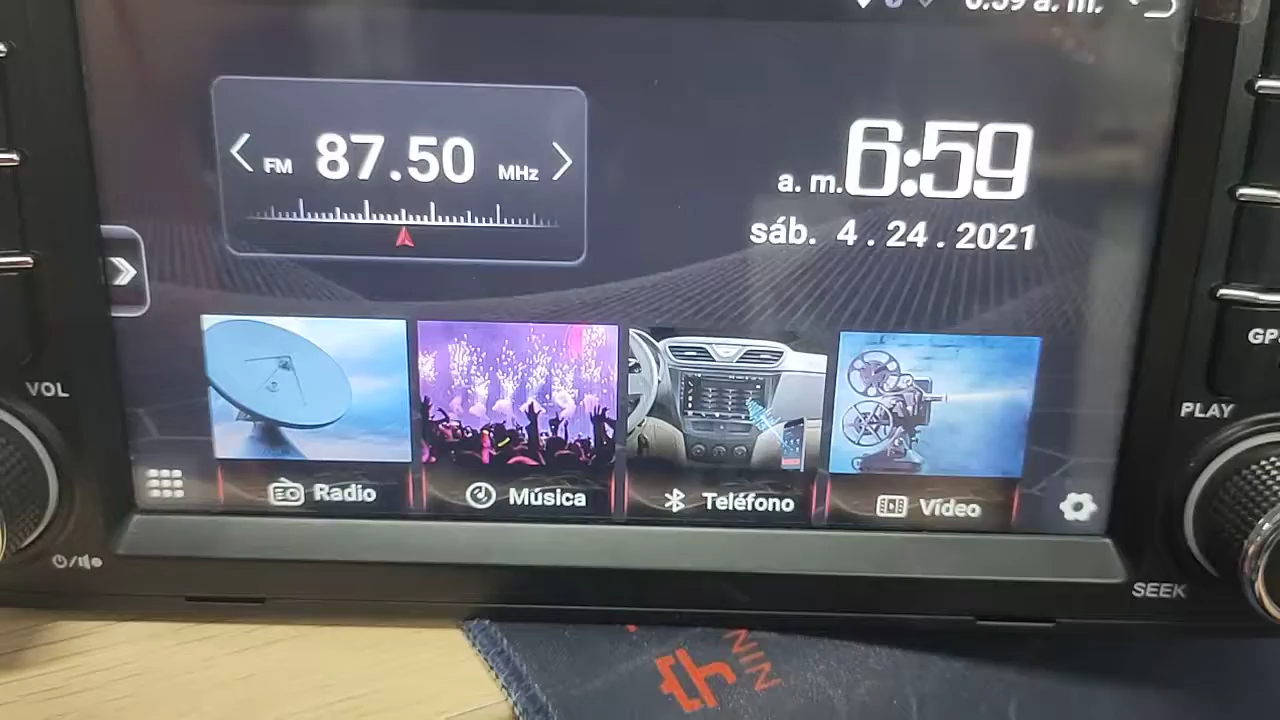 6:59 a. m.
FM 87.50 MHz
a. m. 6:59
sáb. 4 . 24 . 2021
VOL
PLAY
Radio
Música
Teléfono
Vídeo
SEEK